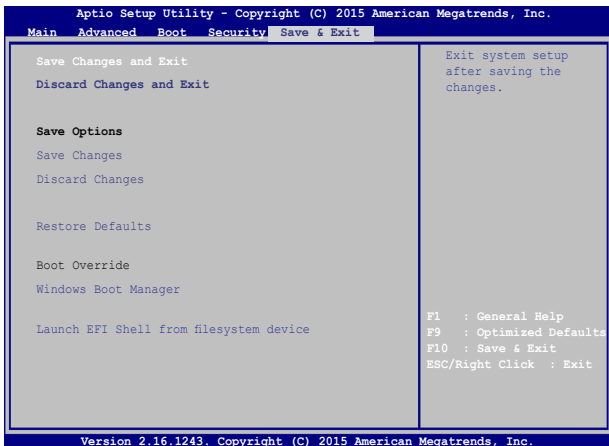 Aptio Setup Utility - Copyright (C) 2015 American Megatrends, Inc.
Main Advanced Boot Security Save & Exit
Save Changes and Exit
Discard Changes and Exit
Save Options
Save Changes
Discard Changes
Restore Defaults
Boot Override
Windows Boot Manager
Launch EFI Shell from filesystem device
Exit system setup
after saving the
changes.
F1 : General Help
F9 : Optimized Defaults
F10 : Save & Exit
ESC/Right Click : Exit
Version 2.16.1243. Copyright (C) 2015 American Megatrends, Inc.